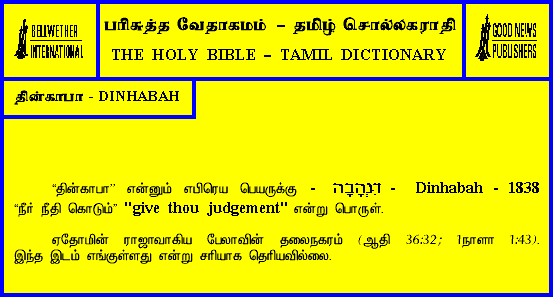 BELLWETHER
INTERNATIONAL
பரிசுத்த வேதாகமம் – தமிழ் சொல்லகராதி
THE HOLY BIBLE – TAMIL DICTIONARY
GOOD NEWS
PUBLISHERS
தின்காபா - DINHABAH
“தின்காபா” என்னும் எபிரெய பெயருக்கு - דִּנְהָבָה - Dinhabah - 1838
“நீர் நீதி கொடும்” "give thou judgement" என்று பொருள்.
ஏதோமின் ராஜாவாகிய பேலாவின் தலைநகரம் (ஆதி 36:32; 1நாளா 1:43).
இந்த இடம் எங்குள்ளது என்று சரியாக தெரியவில்லை.